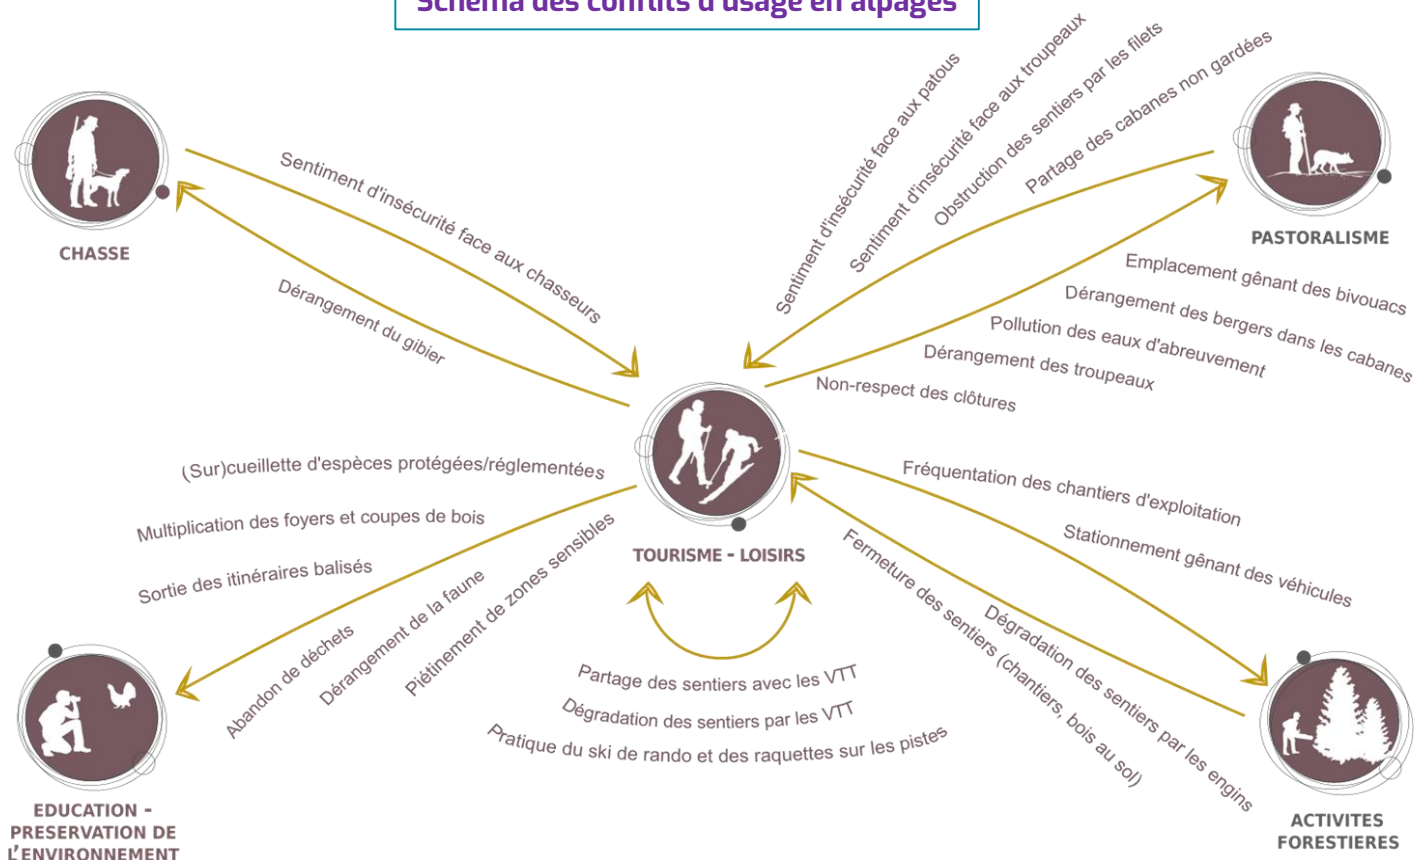 Schéma des conflits d'usage en alpages
CHASSE
Sentiment d'insécurité face aux chasseurs
Dérangement du gibier
Sentiment d'insécurité face aux patous
Sentiment d'insécurité face aux troupeaux
Obstruction des sentiers par les filets
Partage des cabanes non gardées
PASTORALISME
Emplacement gênant des bivouacs
Dérangement des bergers dans les cabanes
Pollution des eaux d'abreuvement
Dérangement des troupeaux
Non-respect des clôtures
TOURISME - LOISIRS
(Sur)cueillette d'espèces protégées/réglementées
Multiplication des foyers et coupes de bois
Sortie des itinéraires balisés
Abandon de déchets
Dérangement de la faune
Piétinement de zones sensibles
Partage des sentiers avec les VTT
Dégradation des sentiers par les VTT
Pratique du ski de rando et des raquettes sur les pistes
Fréquentation des chantiers d'exploitation
Stationnement gênant des véhicules
Fermeture des sentiers (chantiers, bois au sol)
Dégradation des sentiers par les engins
EDUCATION -
PRESERVATION DE
L'ENVIRONNEMENT
ACTIVITES
FORESTIERES